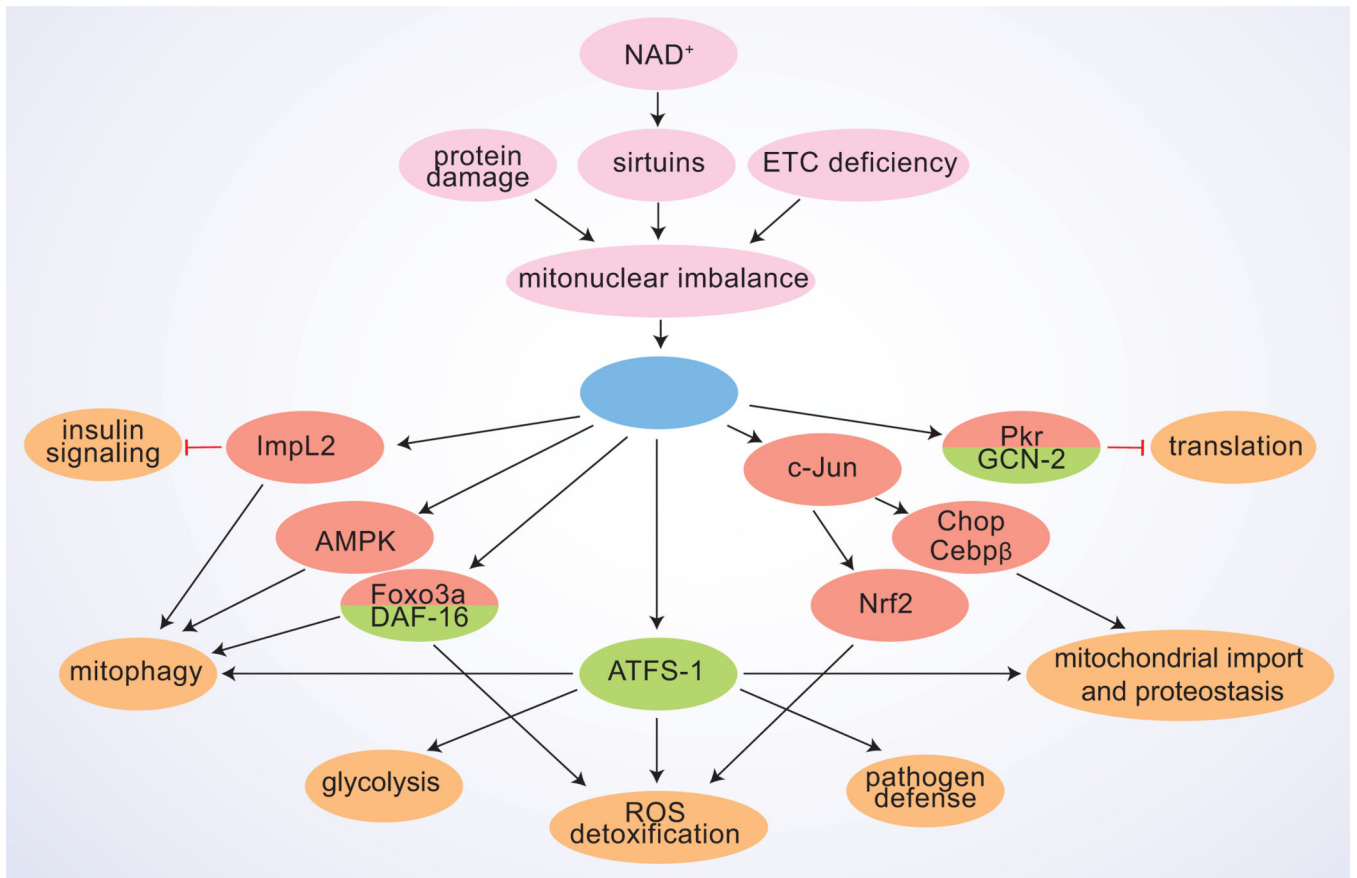 NAD⁺
protein
damage
sirtuins
ETC deficiency
mitonuclear imbalance
insulin
signaling
ImpL2
Pkr
GCN-2
translation
c-Jun
AMPK
Chop
Cebpβ
Foxo3a
DAF-16
Nrf2
mitophagy
ATFS-1
mitochondrial import
and proteostasis
glycolysis
ROS
detoxification
pathogen
defense